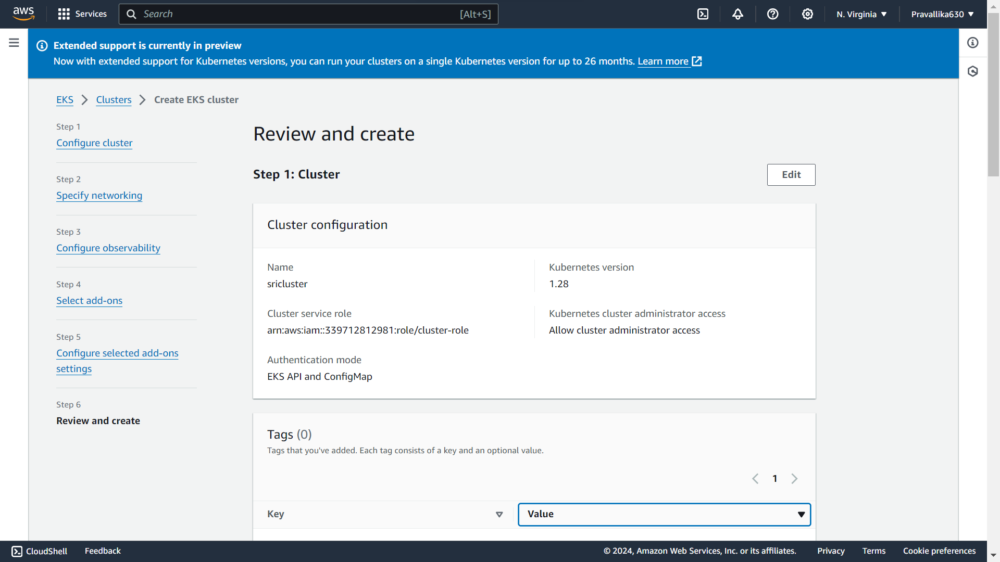 aws
Services
Search
[Alt+S]
N. Virginia
Pravallika630
Extended support is currently in preview
Now with extended support for Kubernetes versions, you can run your clusters on a single Kubernetes version for up to 26 months. Learn more
EKS
Clusters
Create EKS cluster
Step 1
Configure cluster
Step 2
Specify networking
Step 3
Configure observability
Step 4
Select add-ons
Step 5
Configure selected add-ons
settings
Step 6
Review and create
Review and create
Step 1: Cluster
Edit
Cluster configuration
Name
sricluster
Kubernetes version
1.28
Cluster service role
arn:aws:iam::339712812981:role/cluster-role
Kubernetes cluster administrator access
Allow cluster administrator access
Authentication mode
EKS API and ConfigMap
Tags (0)
Tags that you've added. Each tag consists of a key and an optional value.
1
Key
Value
CloudShell
Feedback
© 2024, Amazon Web Services, Inc. or its affiliates.
Privacy
Terms
Cookie preferences